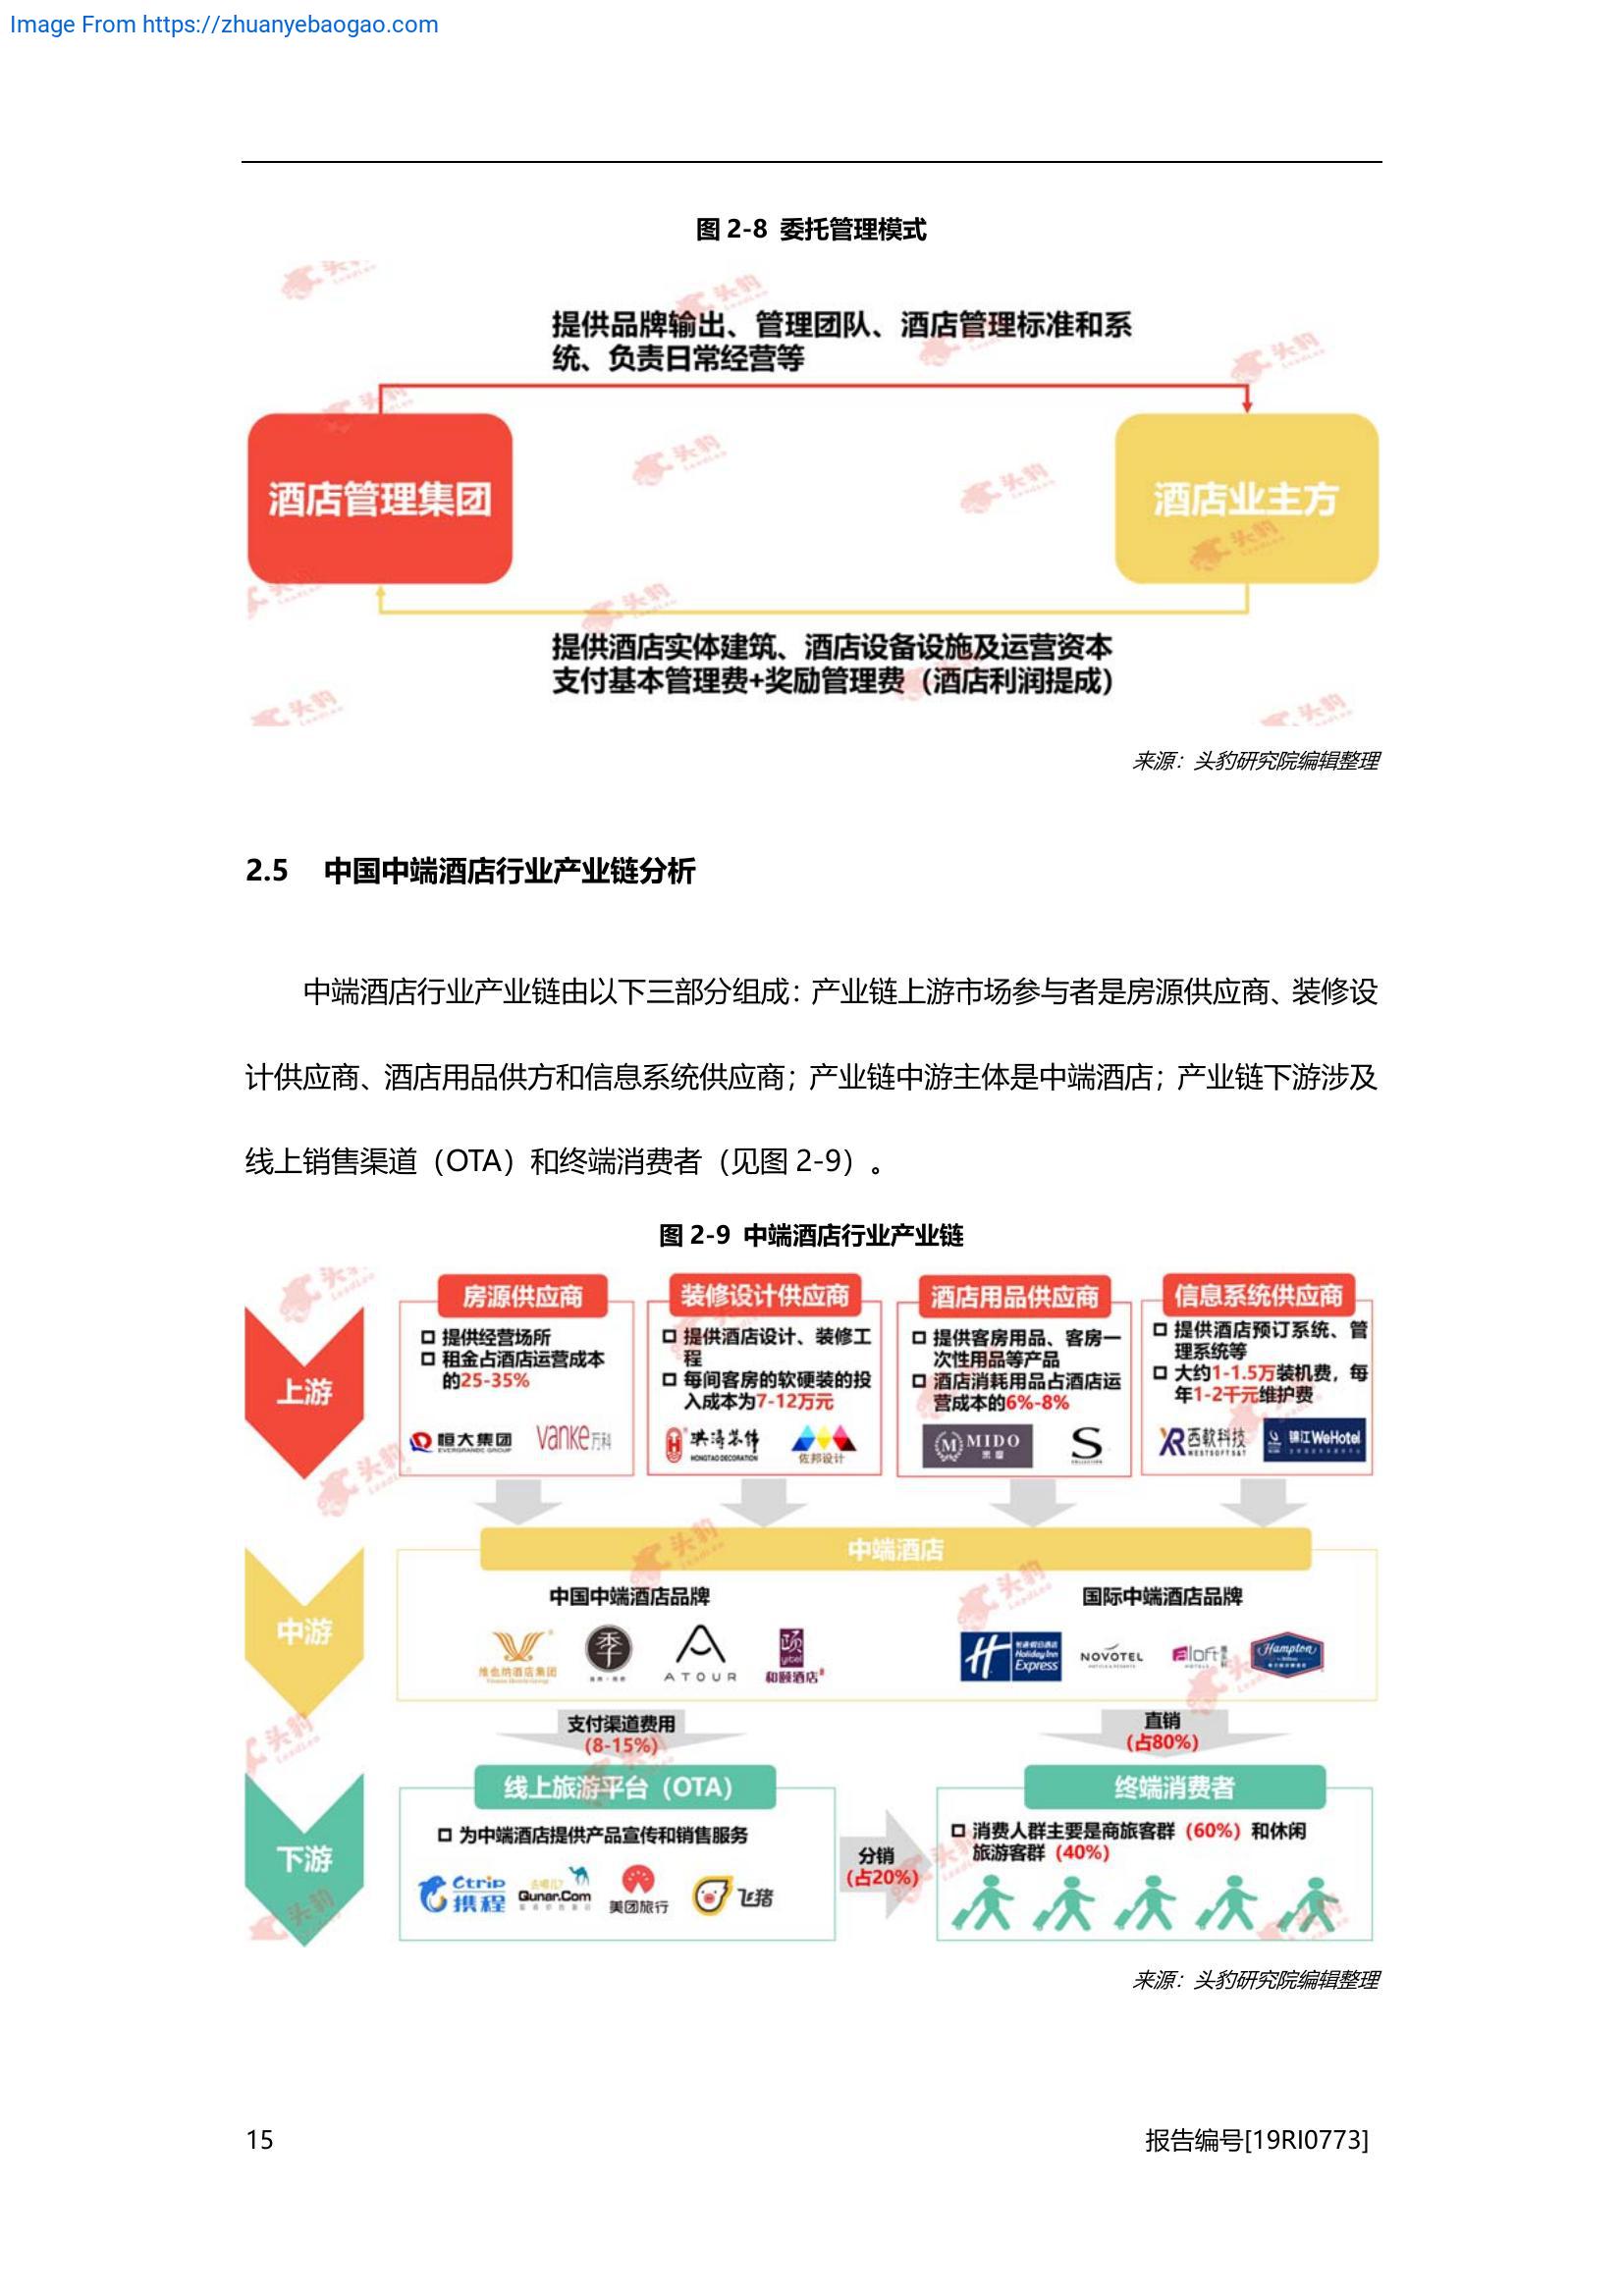 Image From https://zhuanyebaogao.com
图 2-8 委托管理模式
提供品牌输出、管理团队、酒店管理标准和系
统、负责日常经营等
酒店管理集团
酒店业主方
提供酒店实体建筑、酒店设备设施及运营资本
支付基本管理费+奖励管理费（酒店利润提成）
来源：头豹研究院编辑整理
2.5 中国中端酒店行业产业链分析
中端酒店行业产业链由以下三部分组成：产业链上游市场参与者是房源供应商、装修设
计供应商、酒店用品供方和信息系统供应商；产业链中游主体是中端酒店；产业链下游涉及
线上销售渠道（OTA）和终端消费者（见图 2-9）。
图 2-9 中端酒店行业产业链
上游
房源供应商
提供经营场所
租金占酒店运营成本
的25-35%
恒大集团
EVERGRANDE GROUP
vanke万科
装修设计供应商
提供酒店设计、装修工
程
每间客房的软硬装的投
入成本为7-12万元
洪涛装饰
HONGTAO DECORATION
佐邦设计
酒店用品供应商
提供客房用品、客房一
次性用品等产品
酒店消耗用品占酒店运
营成本的6%-8%
MIDO
S
信息系统供应商
提供酒店预订系统、管
理系统等
大约1-1.5万装机费，每
年1-2千元维护费
西软科技
WESTSOFT S&T
锦江WeHotel
中游
中端酒店
中国中端酒店品牌
维也纳酒店集团
季
ATOUR
yitel
和颐酒店
国际中端酒店品牌
Holiday Inn
Express
NOVOTEL
aloft
HOTELS
Hampton
支付渠道费用
(8-15%)
直销
(占80%)
下游
线上旅游平台（OTA）
为中端酒店提供产品宣传和销售服务
Ctrip
携程
去哪儿?
Qunar.Com
美团旅行
飞猪
分销
(占20%)
终端消费者
消费人群主要是商旅客群（60%）和休闲
旅游客群（40%）
来源：头豹研究院编辑整理
15
报告编号[19RI0773]